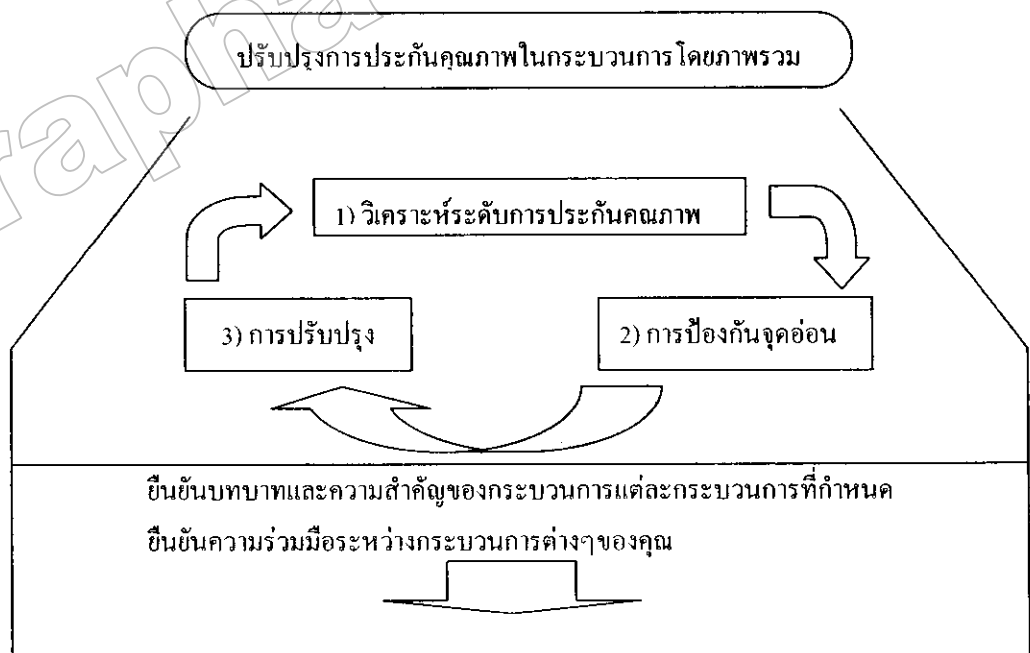 ปรับปรุงการประกันคุณภาพในกระบวนการโดยภาพรวม
1) วิเคราะห์ระดับการประกันคณภาพ
3) การปรับปรุง
2) การป้องกันจุดอ่อน
ยืนยันบทบาทและความสำคัญของกระบวนการแต่ละกระบวนการที่กำหนด
ยืนยันความร่วมมือระหว่างกระบวนการต่างๆของคุณ